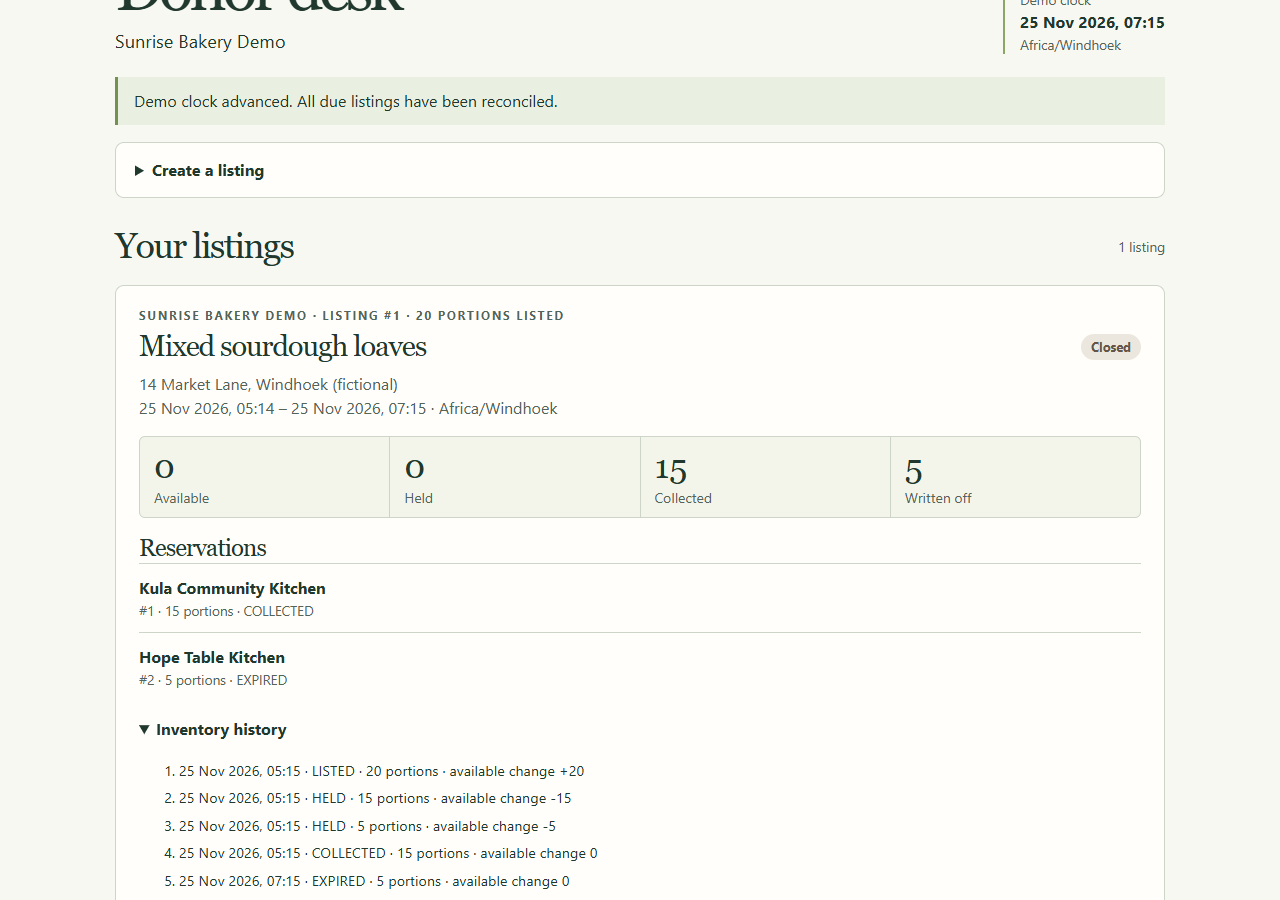 Donor desk
Demo clock
Sunrise Bakery Demo
25 Nov 2026, 07:15
Africa/Windhoek
Demo clock advanced. All due listings have been reconciled.
Create a listing
Your listings
1 listing
SUNRISE BAKERY DEMO · LISTING #1 · 20 PORTIONS LISTED
Mixed sourdough loaves
Closed
14 Market Lane, Windhoek (fictional)
25 Nov 2026, 05:14 – 25 Nov 2026, 07:15 · Africa/Windhoek
0
Available
0
Held
15
Collected
5
Written off
Reservations
Kula Community Kitchen
#1 · 15 portions · COLLECTED
Hope Table Kitchen
#2 · 5 portions · EXPIRED
Inventory history
1. 25 Nov 2026, 05:15 · LISTED · 20 portions · available change +20
2. 25 Nov 2026, 05:15 · HELD · 15 portions · available change -15
3. 25 Nov 2026, 05:15 · HELD · 5 portions · available change -5
4. 25 Nov 2026, 05:15 · COLLECTED · 15 portions · available change 0
5. 25 Nov 2026, 07:15 · EXPIRED · 5 portions · available change 0